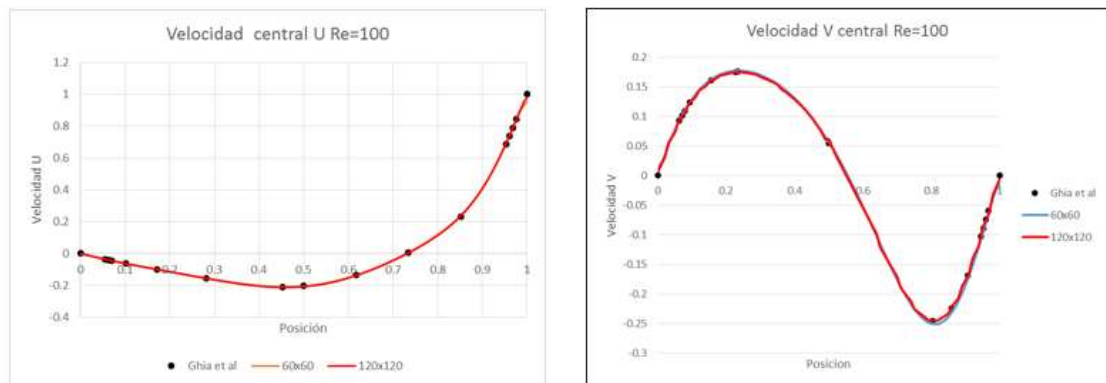 Velocidad central U Re=100
1.2
1
0.8
0.6
0.4
0.2
0
-0.2
-0.4
0 0.1 0.2 0.3 0.4 0.5 0.6 0.7 0.8 0.9 1
Velocidad U
Posición
Ghia et al 60x60 120x120
Velocidad V central Re=100
0.2
0.15
0.1
0.05
0
-0.05
-0.1
-0.15
-0.2
-0.25
-0.3
0 0.2 0.4 0.6 0.8 1
Velocidad V
Posicion
Ghia et al
60x60
120x120